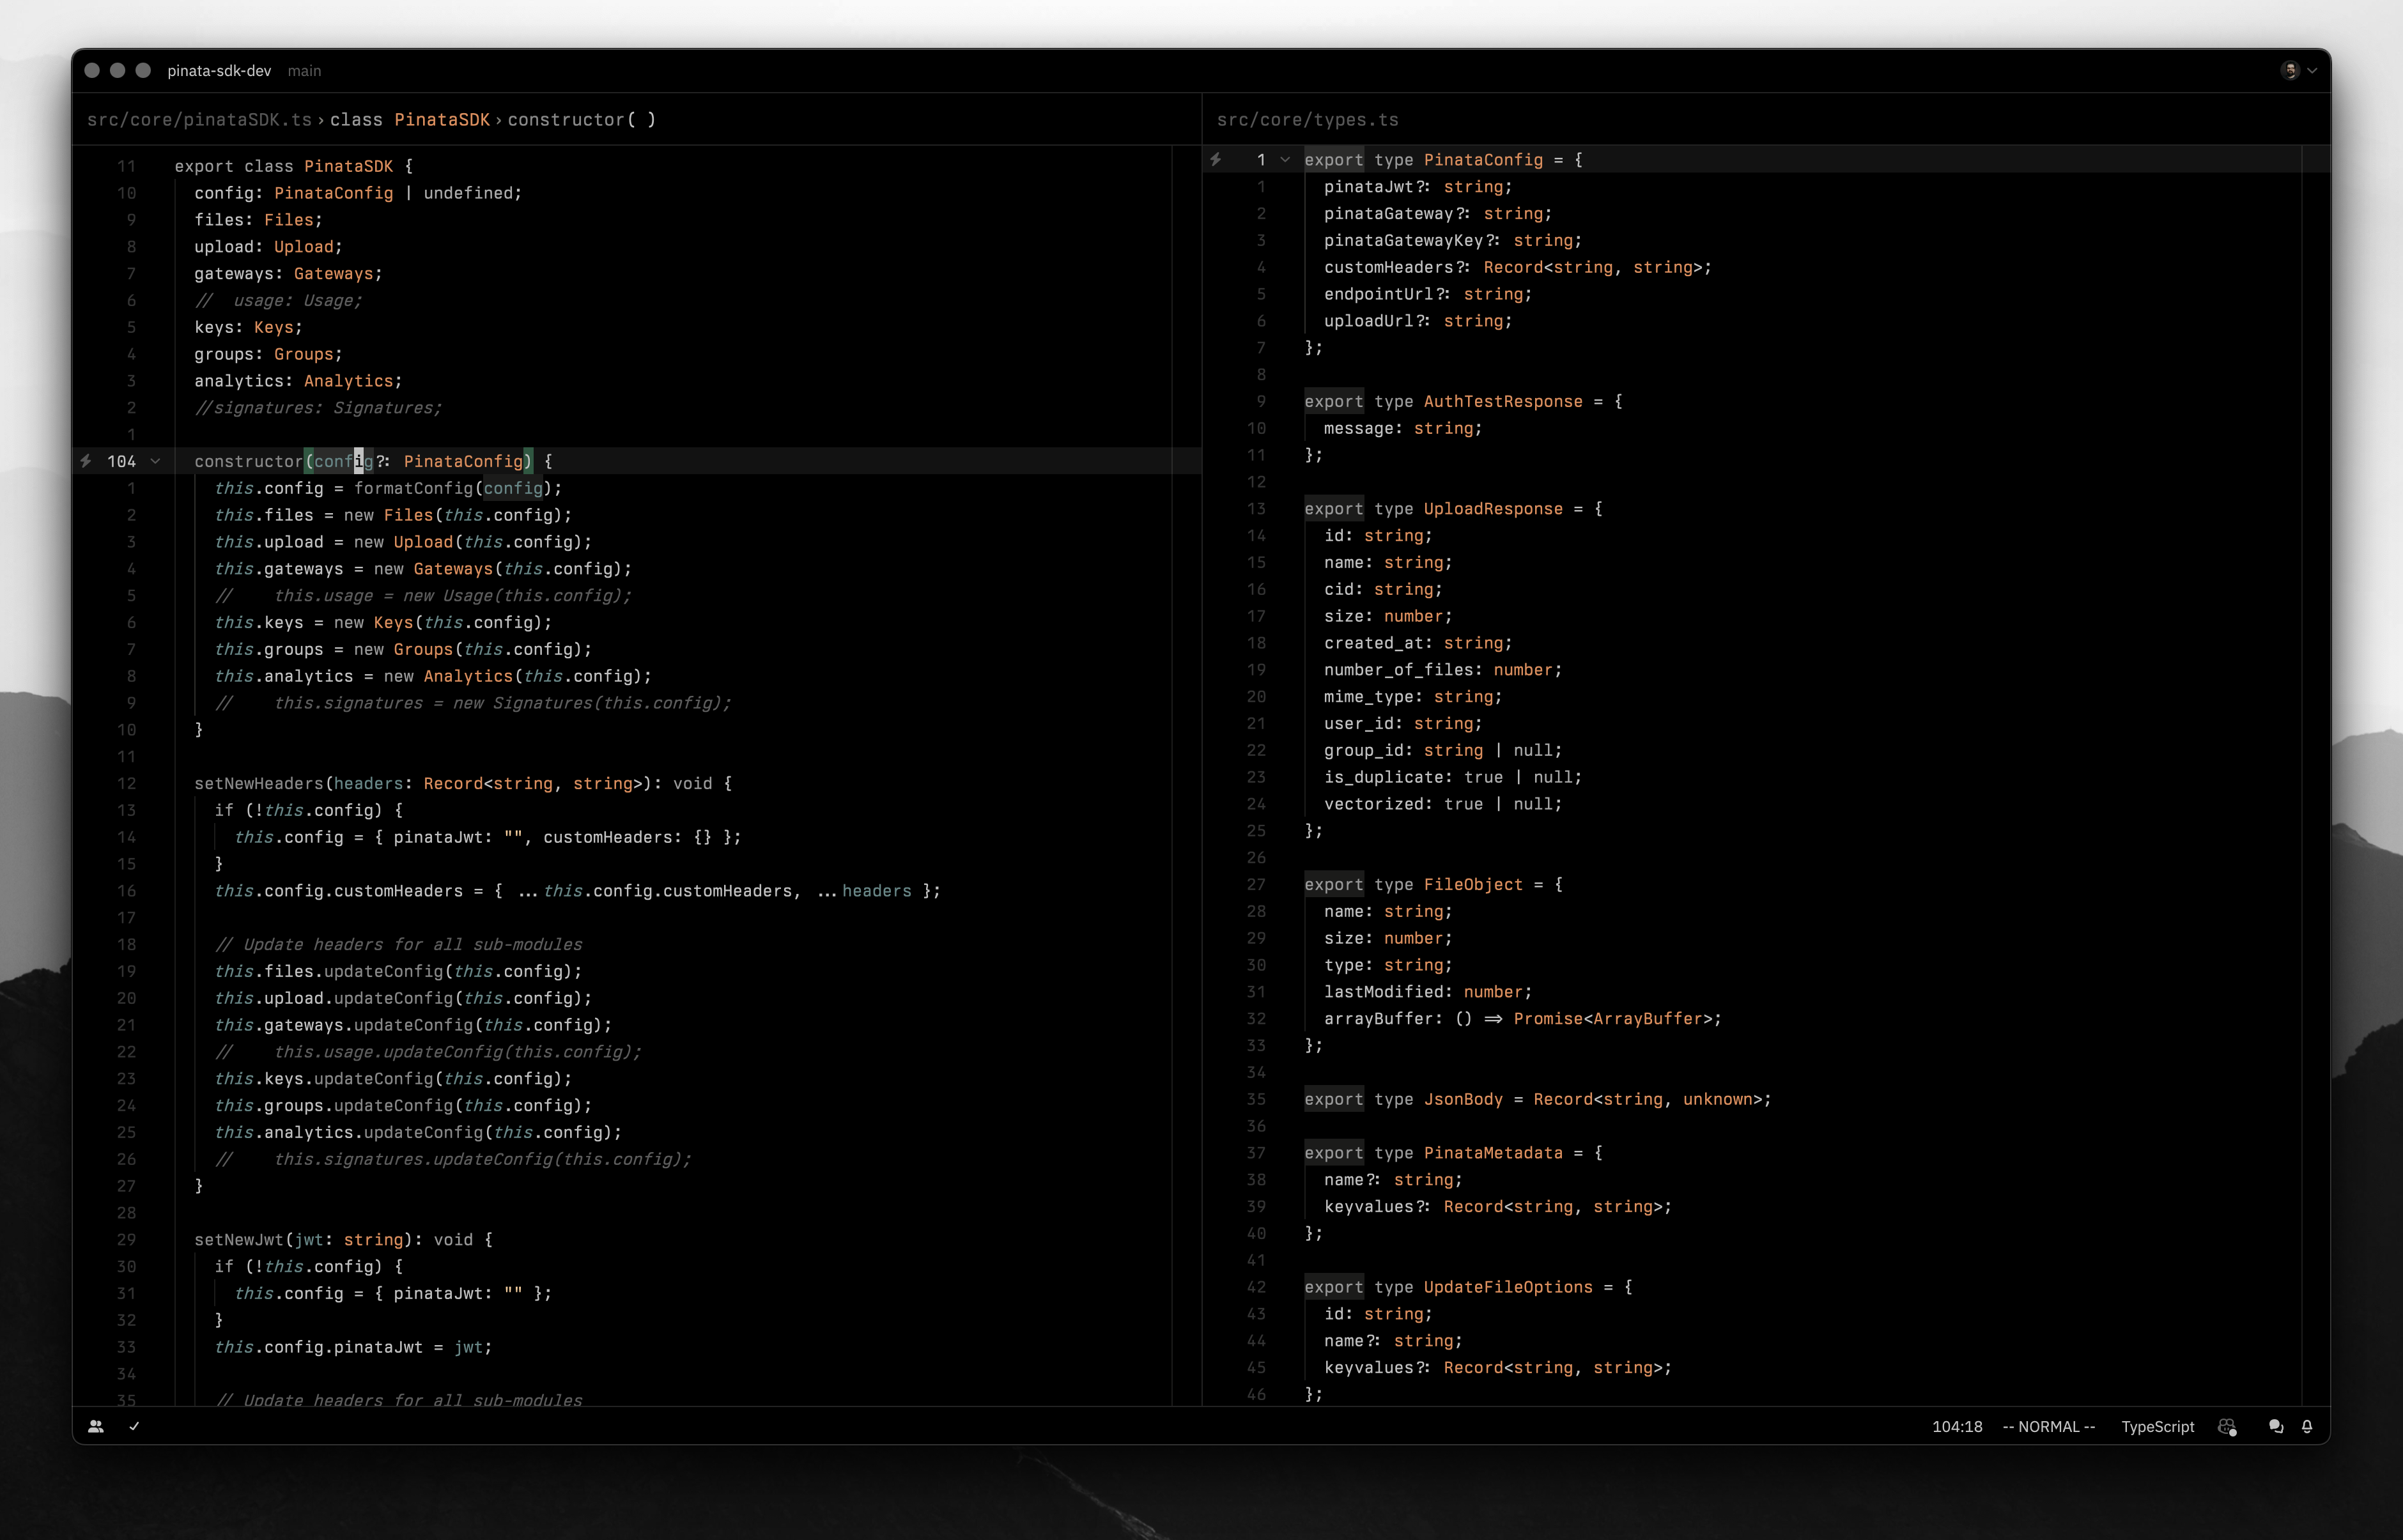 pinata-sdk-dev main
src/core/pinataSDK.ts › class PinataSDK › constructor( )
11 export class PinataSDK {
10 config: PinataConfig | undefined;
9 files: Files;
8 upload: Upload;
7 gateways: Gateways;
6 //  usage: Usage;
5 keys: Keys;
4 groups: Groups;
3 analytics: Analytics;
2 //signatures: Signatures;
1
104 constructor(config?: PinataConfig) {
1 this.config = formatConfig(config);
2 this.files = new Files(this.config);
3 this.upload = new Upload(this.config);
4 this.gateways = new Gateways(this.config);
5 //    this.usage = new Usage(this.config);
6 this.keys = new Keys(this.config);
7 this.groups = new Groups(this.config);
8 this.analytics = new Analytics(this.config);
9 //    this.signatures = new Signatures(this.config);
10 }
11
12 setNewHeaders(headers: Record<string, string>): void {
13 if (!this.config) {
14 this.config = { pinataJwt: "", customHeaders: {} };
15 }
16 this.config.customHeaders = { ...this.config.customHeaders, ...headers };
17
18 // Update headers for all sub-modules
19 this.files.updateConfig(this.config);
20 this.upload.updateConfig(this.config);
21 this.gateways.updateConfig(this.config);
22 //    this.usage.updateConfig(this.config);
23 this.keys.updateConfig(this.config);
24 this.groups.updateConfig(this.config);
25 this.analytics.updateConfig(this.config);
26 //    this.signatures.updateConfig(this.config);
27 }
28
29 setNewJwt(jwt: string): void {
30 if (!this.config) {
31 this.config = { pinataJwt: "" };
32 }
33 this.config.pinataJwt = jwt;
34
35 // Update headers for all sub-modules
src/core/types.ts
1 export type PinataConfig = {
1 pinataJwt?: string;
2 pinataGateway?: string;
3 pinataGatewayKey?: string;
4 customHeaders?: Record<string, string>;
5 endpointUrl?: string;
6 uploadUrl?: string;
7 };
8
9 export type AuthTestResponse = {
10 message: string;
11 };
12
13 export type UploadResponse = {
14 id: string;
15 name: string;
16 cid: string;
17 size: number;
18 created_at: string;
19 number_of_files: number;
20 mime_type: string;
21 user_id: string;
22 group_id: string | null;
23 is_duplicate: true | null;
24 vectorized: true | null;
25 };
26
27 export type FileObject = {
28 name: string;
29 size: number;
30 type: string;
31 lastModified: number;
32 arrayBuffer: () => Promise<ArrayBuffer>;
33 };
34
35 export type JsonBody = Record<string, unknown>;
36
37 export type PinataMetadata = {
38 name?: string;
39 keyvalues?: Record<string, string>;
40 };
41
42 export type UpdateFileOptions = {
43 id: string;
44 name?: string;
45 keyvalues?: Record<string, string>;
46 };
104:18 -- NORMAL -- TypeScript